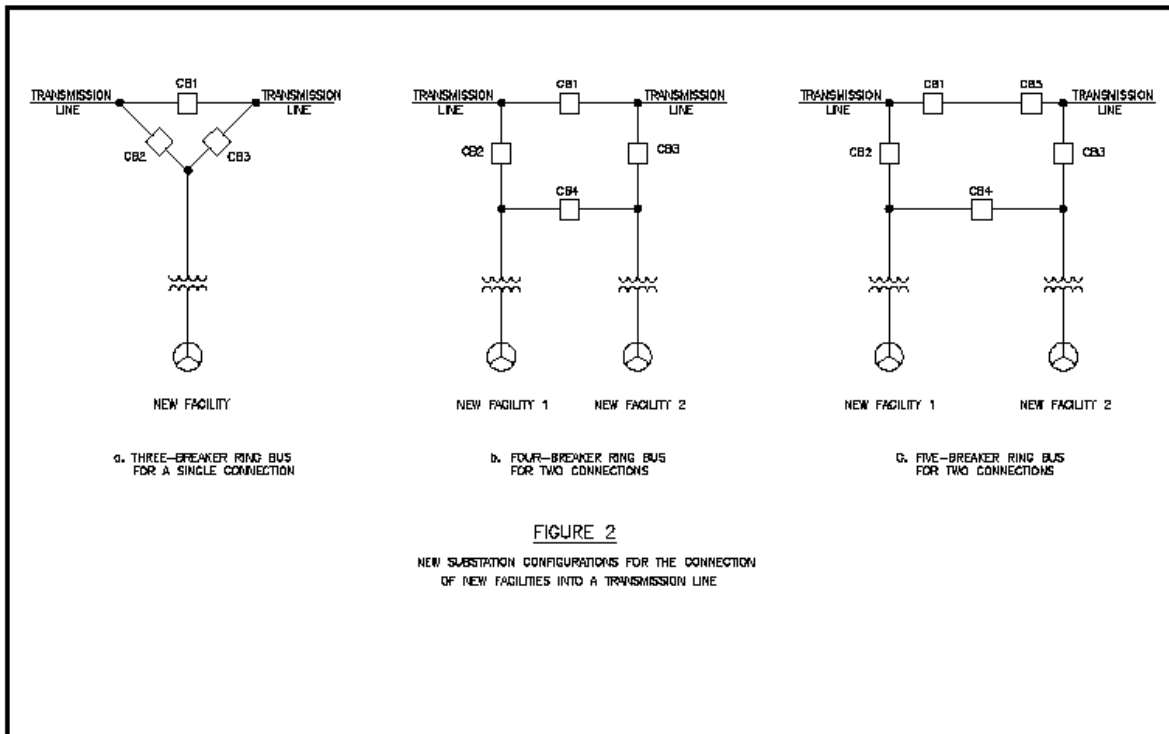 CB1
TRANSMISSION
LINE
TRANSMISSION
LINE
CB2
CB3
NEW FACILITY
a. THREE-BREAKER RING BUS
FOR A SINGLE CONNECTION
CB1
TRANSMISSION
LINE
TRANSMISSION
LINE
CB2
CB3
CB4
NEW FACILITY 1
NEW FACILITY 2
b. FOUR-BREAKER RING BUS
FOR TWO CONNECTIONS
CB1
CB5
TRANSMISSION
LINE
TRANSMISSION
LINE
CB2
CB3
CB4
NEW FACILITY 1
NEW FACILITY 2
C. FIVE-BREAKER RING BUS
FOR TWO CONNECTIONS
FIGURE 2
NEW SUBSTATION CONFIGURATIONS FOR THE CONNECTION
OF NEW FACILITIES INTO A TRANSMISSION LINE